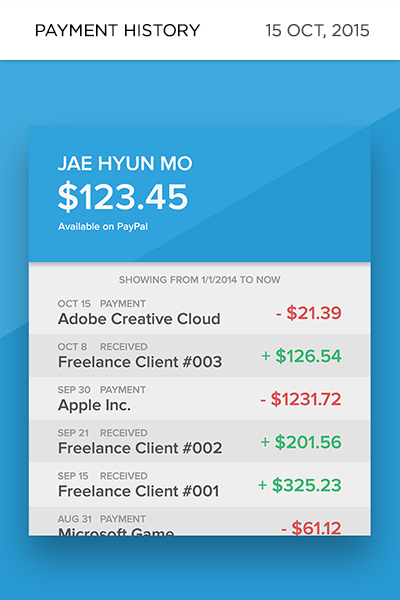 PAYMENT HISTORY 15 OCT, 2015
JAE HYUN MO
$123.45
Available on PayPal
SHOWING FROM 1/1/2014 TO NOW
OCT 15 PAYMENT
Adobe Creative Cloud - $21.39
OCT 8 RECEIVED
Freelance Client #003 + $126.54
SEP 30 PAYMENT
Apple Inc. - $1231.72
SEP 21 RECEIVED
Freelance Client #002 + $201.56
SEP 15 RECEIVED
Freelance Client #001 + $325.23
AUG 31 PAYMENT
Microsoft Game - $61.12